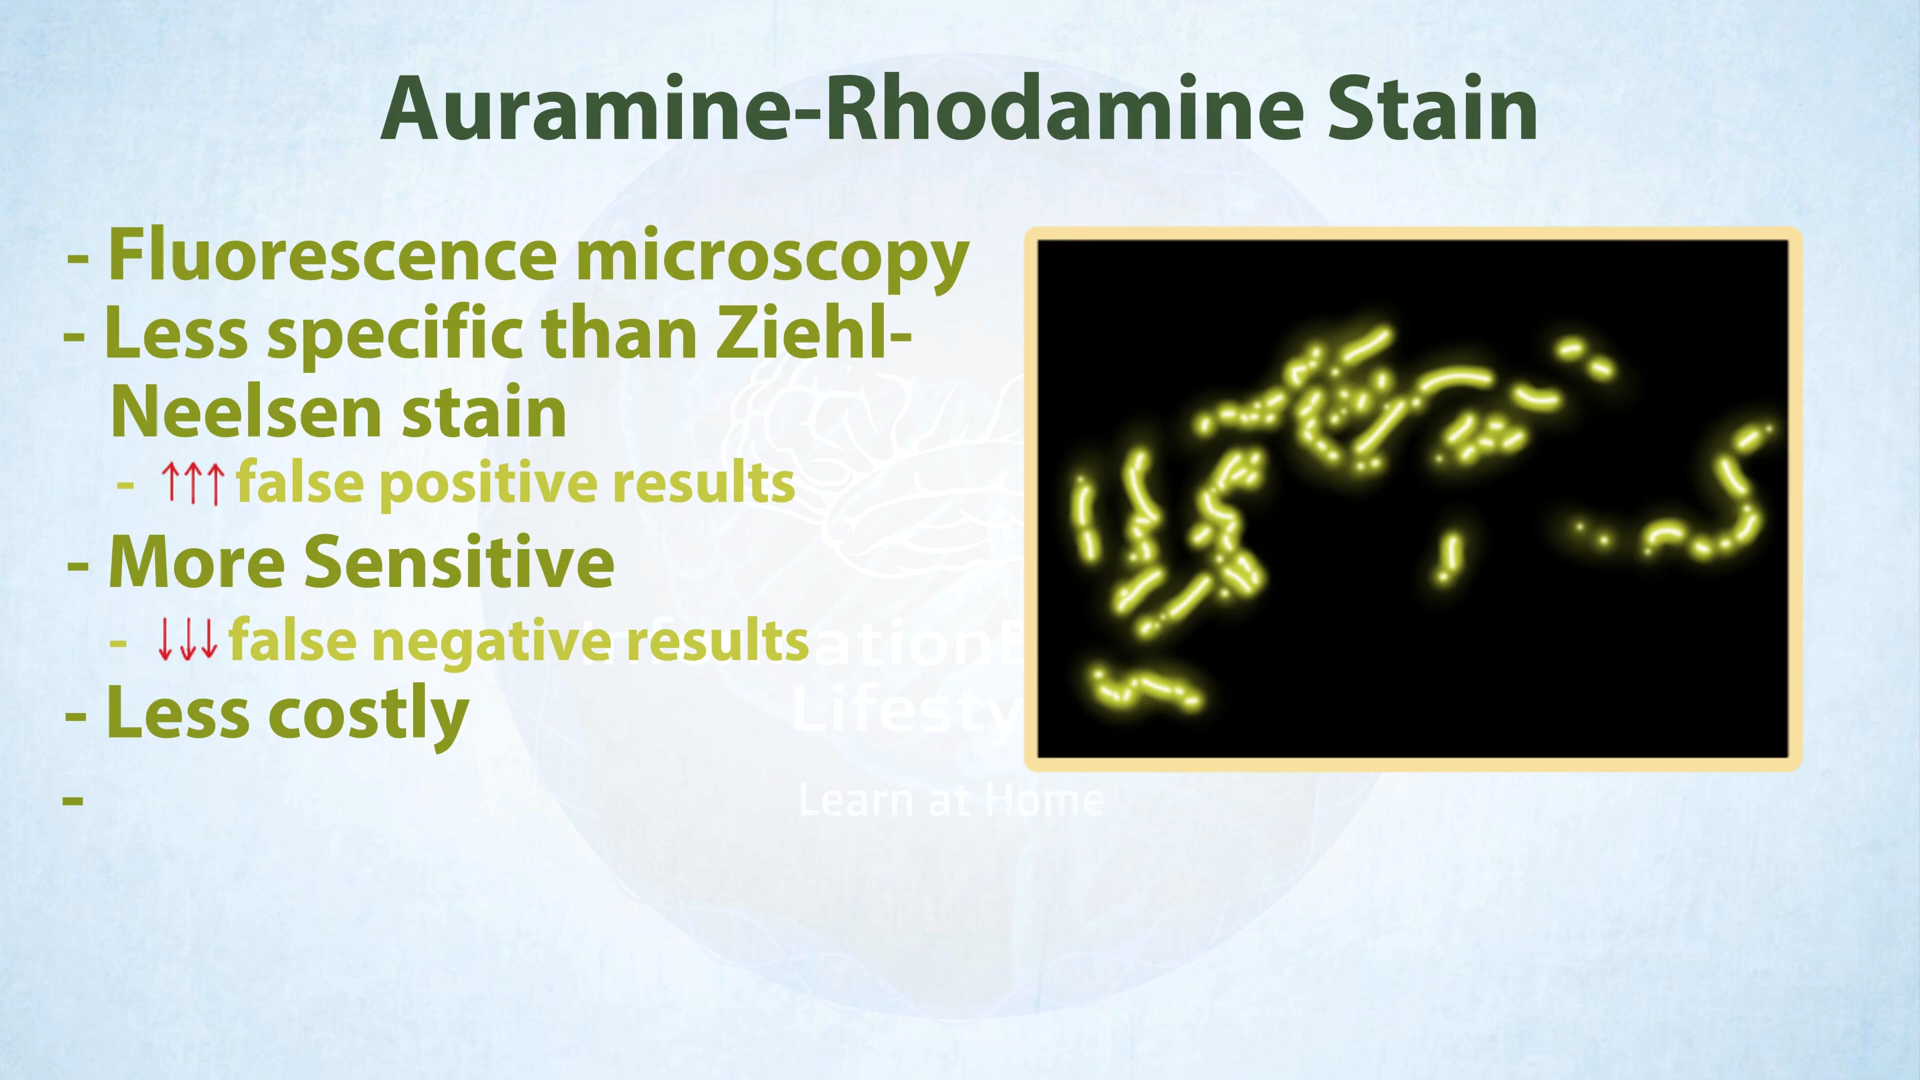 Auramine-Rhodamine Stain
- Fluorescence microscopy
- Less specific than Ziehl-
Neelsen stain
- ↑↑↑ false positive results
- More Sensitive
- ↓↓↓ false negative results
- Less costly
-
Lifesty
Learn at Home